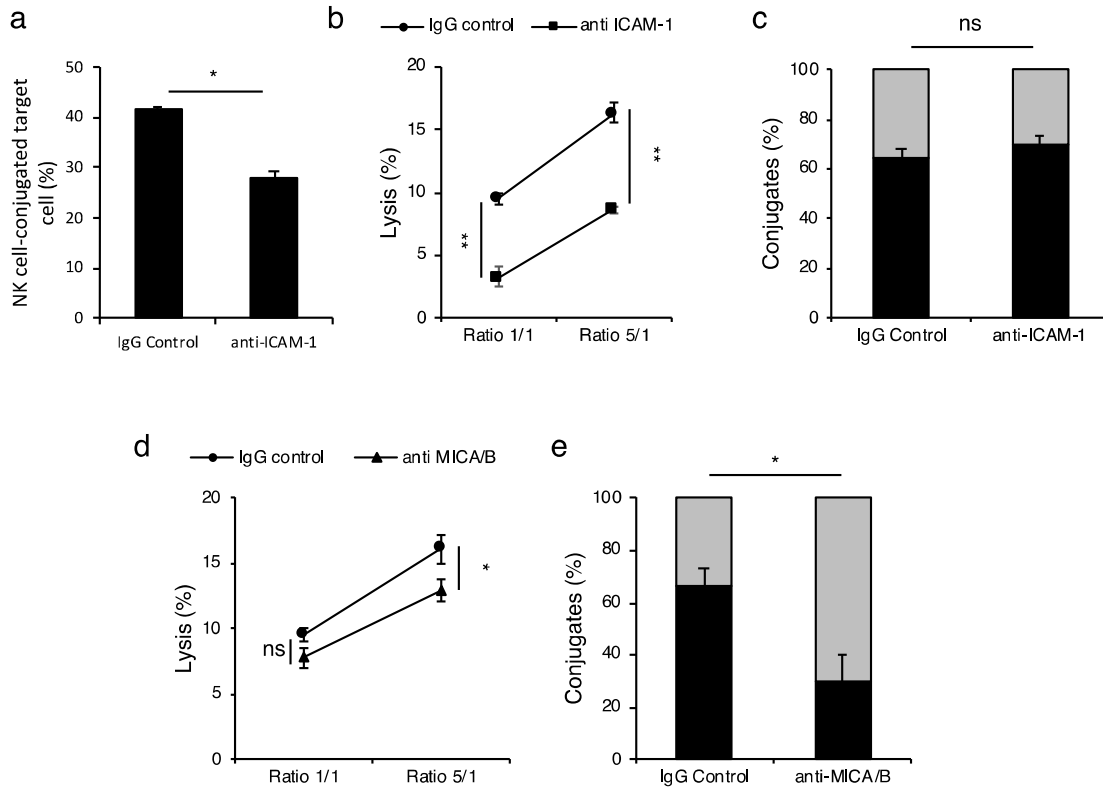 a
NK cell-conjugated target
cell (%)
50
40
30
20
10
0
*
IgG Control
anti-ICAM-1
b
IgG control
anti ICAM-1
Lysis (%)
20
15
10
5
0
**
**
Ratio 1/1
Ratio 5/1
c
ns
Conjugates (%)
100
80
60
40
20
0
IgG Control
anti-ICAM-1
d
IgG control
anti MICA/B
Lysis (%)
20
15
10
5
0
ns
*
Ratio 1/1
Ratio 5/1
e
*
Conjugates (%)
100
80
60
40
20
0
IgG Control
anti-MICA/B